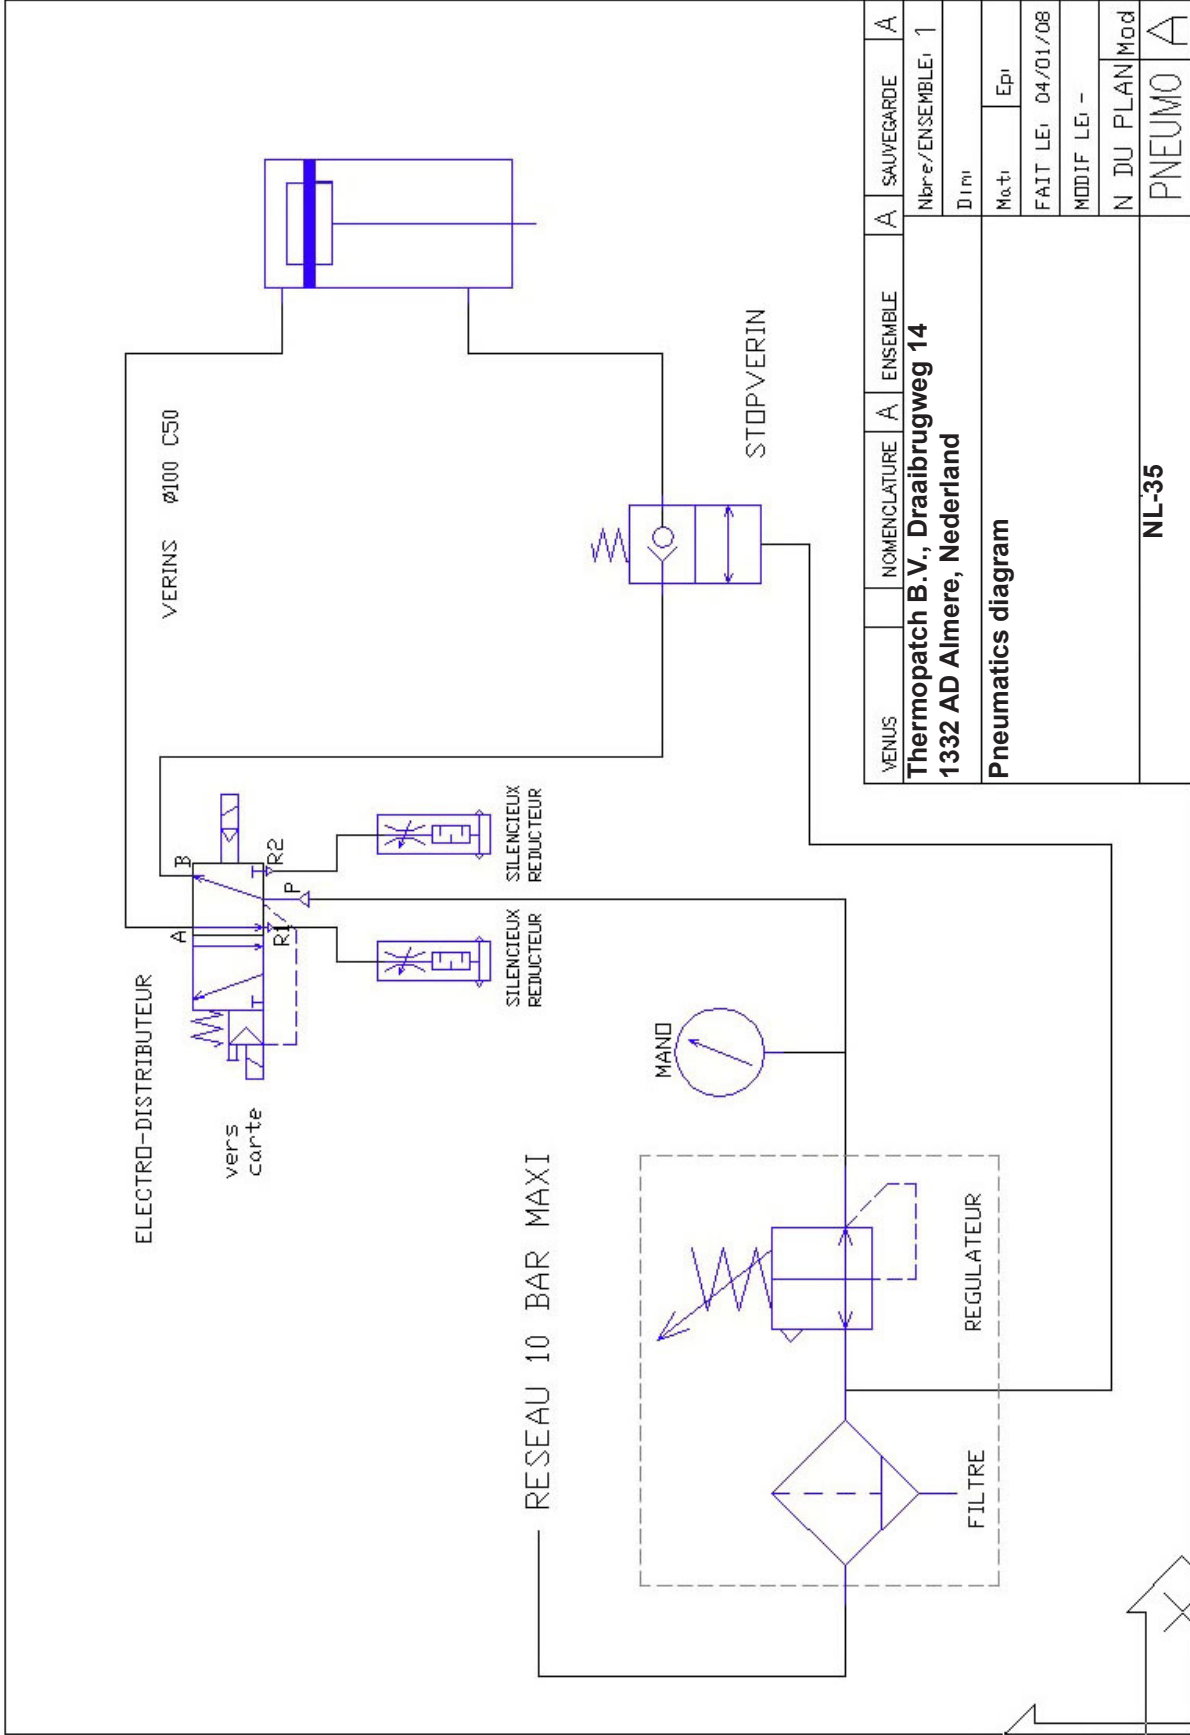 ELECTRO-DISTRIBUTEUR
vers
carte
A
B
R1
P
R2
VERINS ø100 C50
SILENCIEUX
REDUCTEUR
SILENCIEUX
REDUCTEUR
RESEAU 10 BAR MAXI
MANO
STOPVERIN
FILTRE
REGULATEUR
VENUS NOMENCLATURE A ENSEMBLE A SAUVEGARDE A
Thermopatch B.V., Draaibrugweg 14
1332 AD Almere, Nederland
Nbre/ENSEMBLE: 1
Dim:
Pneumatics diagram
Mat: Ep:
FAIT LE: 04/01/08
MODIF LE: -
N DU PLAN Mod
NL-35
PNEUMO A